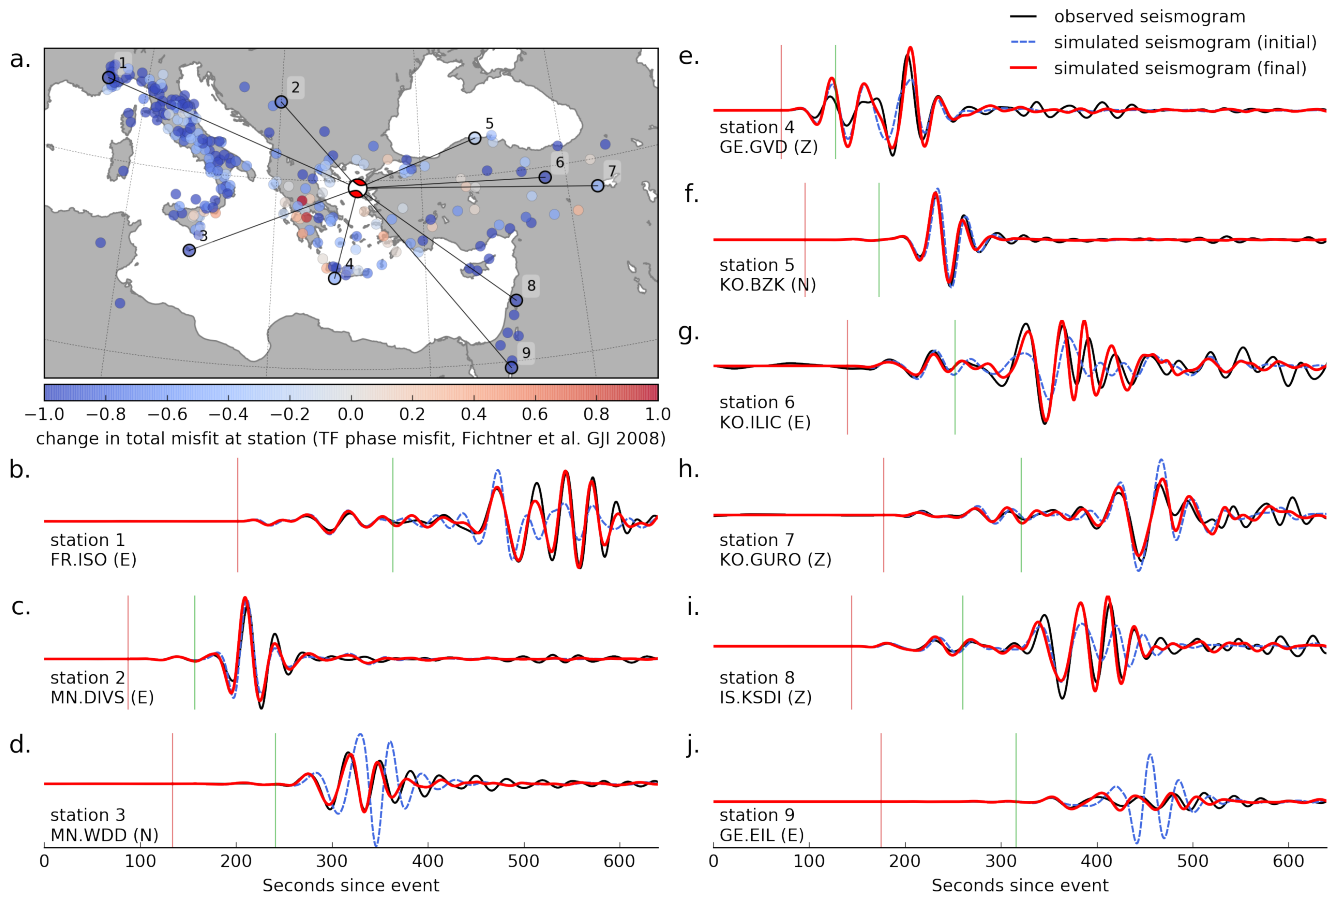 observed seismogram
simulated seismogram (initial)
simulated seismogram (final)
a.
1
2
3
4
5
6
7
8
9
−1.0 −0.8 −0.6 −0.4 −0.2 0.0 0.2 0.4 0.6 0.8 1.0
change in total misfit at station (TF phase misfit, Fichtner et al. GJI 2008)
b.
station 1
FR.ISO (E)
c.
station 2
MN.DIVS (E)
d.
station 3
MN.WDD (N)
0 100 200 300 400 500 600
Seconds since event
e.
station 4
GE.GVD (Z)
f.
station 5
KO.BZK (N)
g.
station 6
KO.ILIC (E)
h.
station 7
KO.GURO (Z)
i.
station 8
IS.KSDI (Z)
j.
station 9
GE.EIL (E)
0 100 200 300 400 500 600
Seconds since event